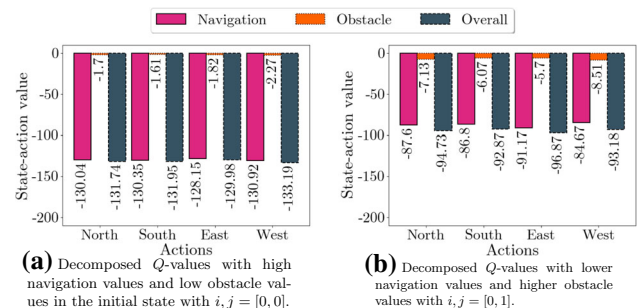 Navigation Obstacle Overall
State-action value
0
-50
-100
-150
-200
-130.04
-1.7
-131.74
-130.35
-1.61
-131.95
-128.15
-1.82
-129.98
-130.92
-2.27
-133.19
North South East West
Actions
(a) Decomposed Q-values with high
navigation values and low obstacle val-
ues in the initial state with i, j = [0, 0].
State-action value
0
-50
-100
-150
-200
-87.6
-7.13
-94.73
-86.8
-6.07
-92.87
-91.17
-5.7
-96.87
-84.67
-8.51
-93.18
North South East West
Actions
(b) Decomposed Q-values with lower
navigation values and higher obstacle
values with i, j = [0, 1].